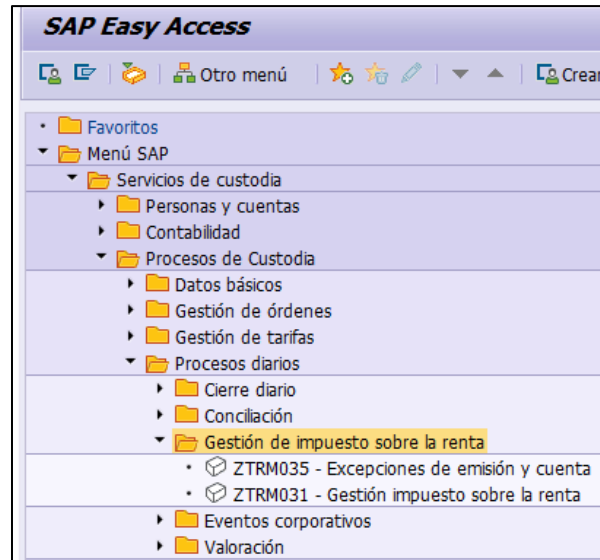 SAP Easy Access
Otro menú Crear
Favoritos
Menú SAP
Servicios de custodia
Personas y cuentas
Contabilidad
Procesos de Custodia
Datos básicos
Gestión de órdenes
Gestión de tarifas
Procesos diarios
Cierre diario
Conciliación
Gestión de impuesto sobre la renta
ZTRM035 - Excepciones de emisión y cuenta
ZTRM031 - Gestión impuesto sobre la renta
Eventos corporativos
Valoración